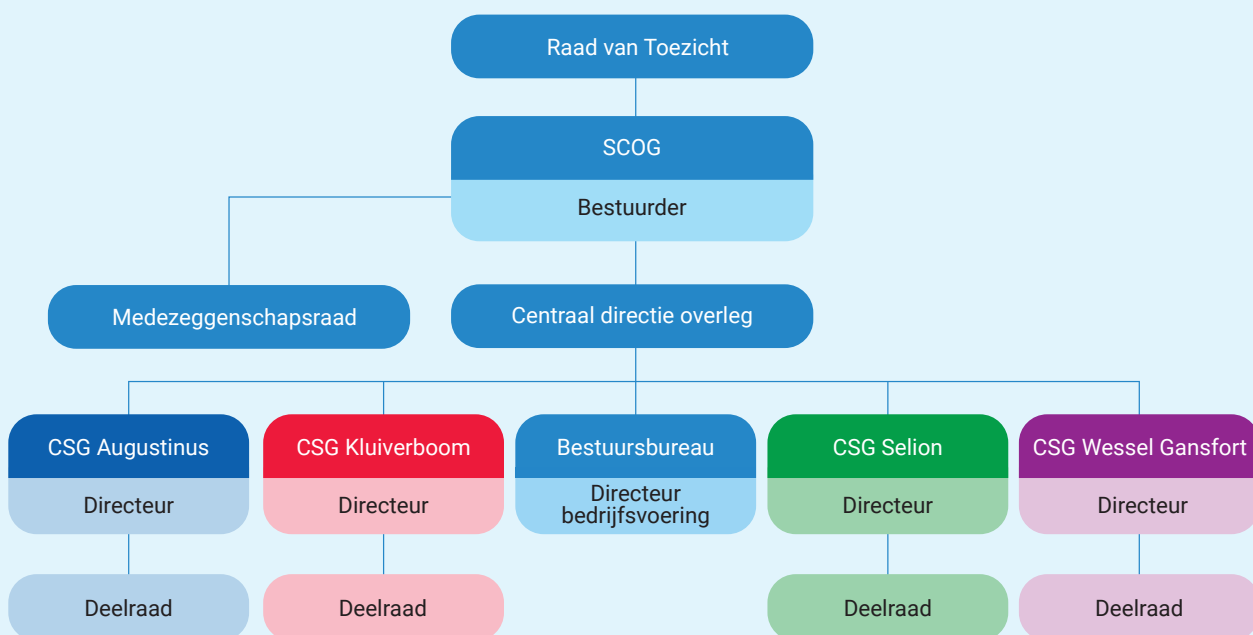 Raad van Toezicht
SCOG
Bestuurder
Medezeggenschapsraad
Centraal directie overleg
CSG Augustinus
CSG Kluiverboom
Bestuursbureau
CSG Selion
CSG Wessel Gansfort
Directeur
Directeur
Directeur
bedrijfsvoering
Directeur
Directeur
Deelraad
Deelraad
Deelraad
Deelraad